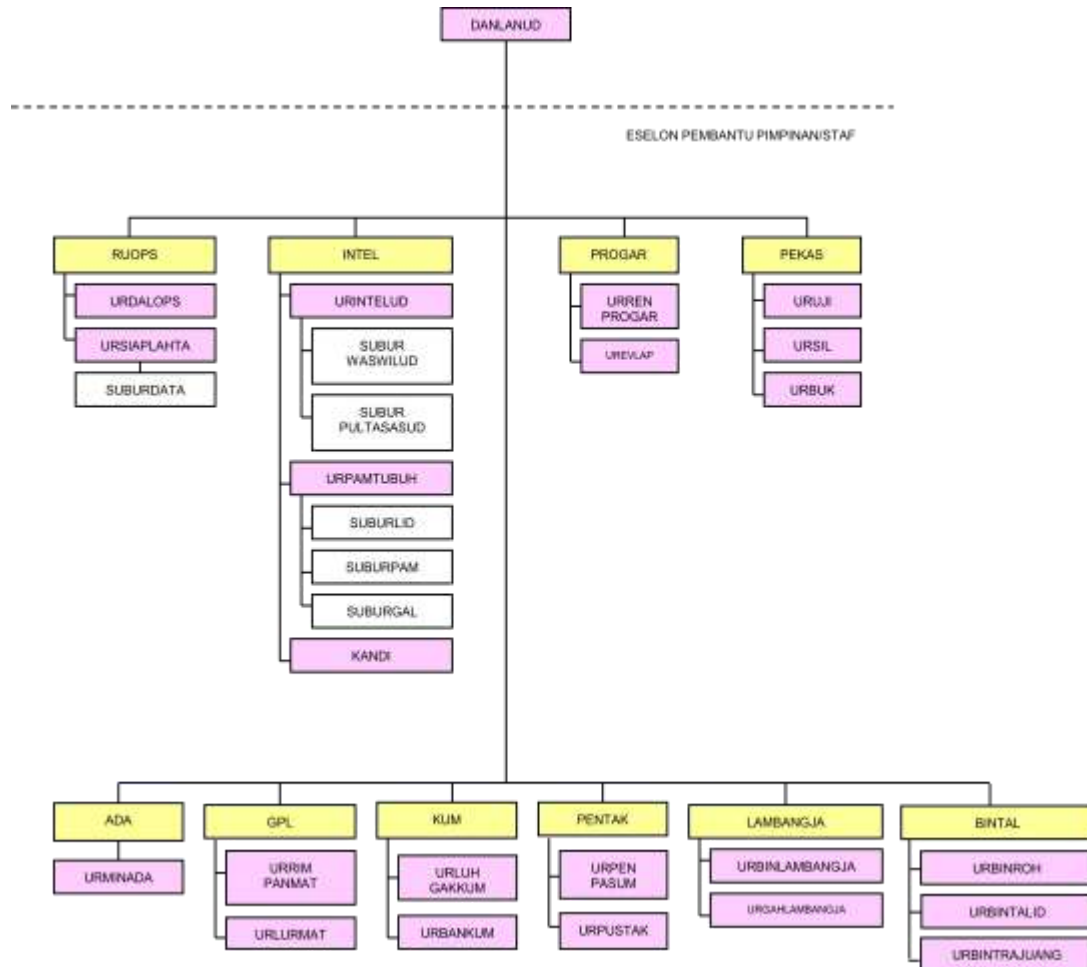 DANLANUD
ESELON PEMBANTU PIMPINAN/STAF
RUOPS
INTEL
PROGAR
PEKAS
URDALOPS
URSIAPLAHTA
SUBURDATA
URINTELUD
SUBUR
WASWILUD
SUBUR
PULTASASUD
URPAMTUBUH
SUBURLID
SUBURPAM
SUBURGAL
KANDI
URREN
PROGAR
UREVLAP
URUJI
URSIL
URBUK
ADA
GPL
KUM
PENTAK
LAMBANGJA
BINTAL
URMINADA
URRIM
PANMAT
URLURMAT
URLUH
GAKKUM
URBANKUM
URPEN
PASUM
URPUSTAK
URBINLAMBANGJA
URGAHLAMBANGJA
URBINROH
URBINTALID
URBINTRAJUANG